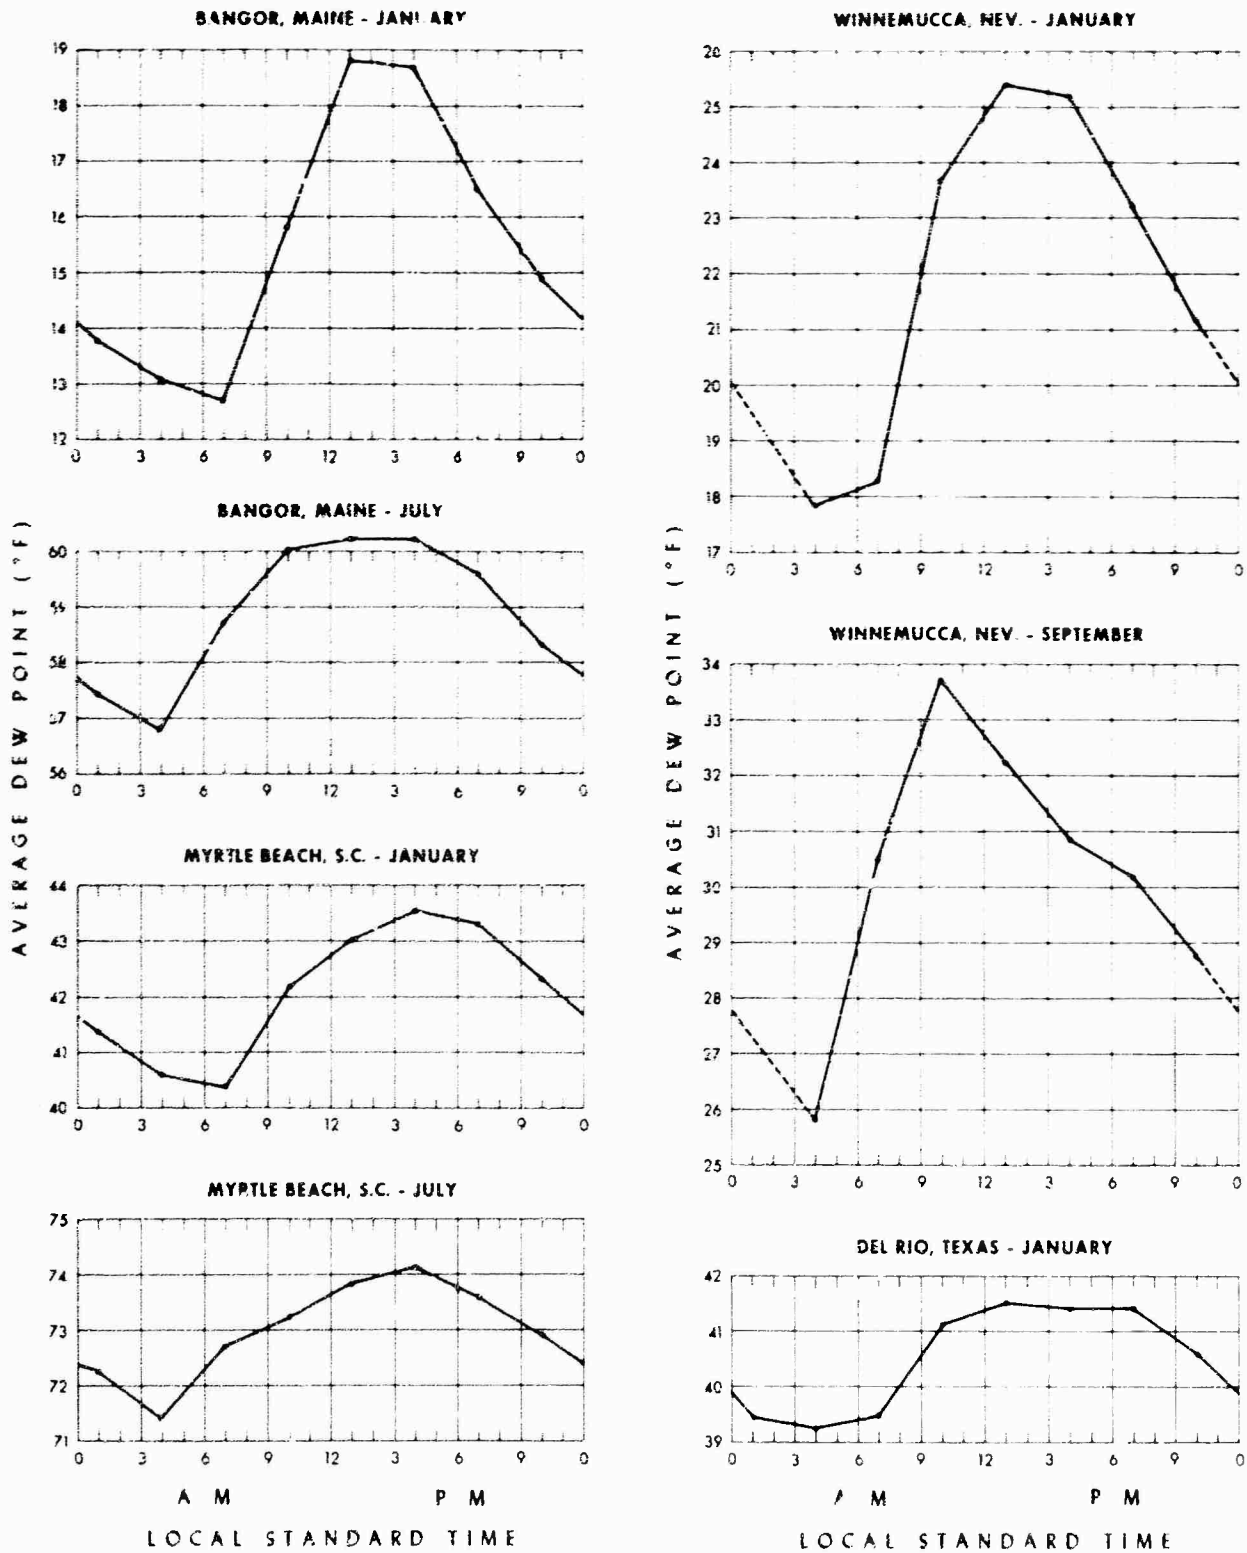 BANGOR, MAINE - JANUARY
19
18
17
16
15
14
13
12
0 3 6 9 12 3 6 9 0
BANGOR, MAINE - JULY
60
59
58
57
56
0 3 6 9 12 3 6 9 0
MYRTLE BEACH, S.C. - JANUARY
44
43
42
41
40
0 3 6 9 12 3 6 9 0
MYRTLE BEACH, S.C. - JULY
75
74
73
72
71
0 3 6 9 12 3 6 9 0
AVERAGE DEW POINT (°F)
A M P M
LOCAL STANDARD TIME
WINNEMUCCA, NEV. - JANUARY
26
25
24
23
22
21
20
19
18
17
0 3 6 9 12 3 6 9 0
WINNEMUCCA, NEV. - SEPTEMBER
34
33
32
31
30
29
28
27
26
25
0 3 6 9 12 3 6 9 0
DEL RIO, TEXAS - JANUARY
42
41
40
39
0 3 6 9 12 3 6 9 0
AVERAGE DEW POINT (°F)
A M P M
LOCAL STANDARD TIME